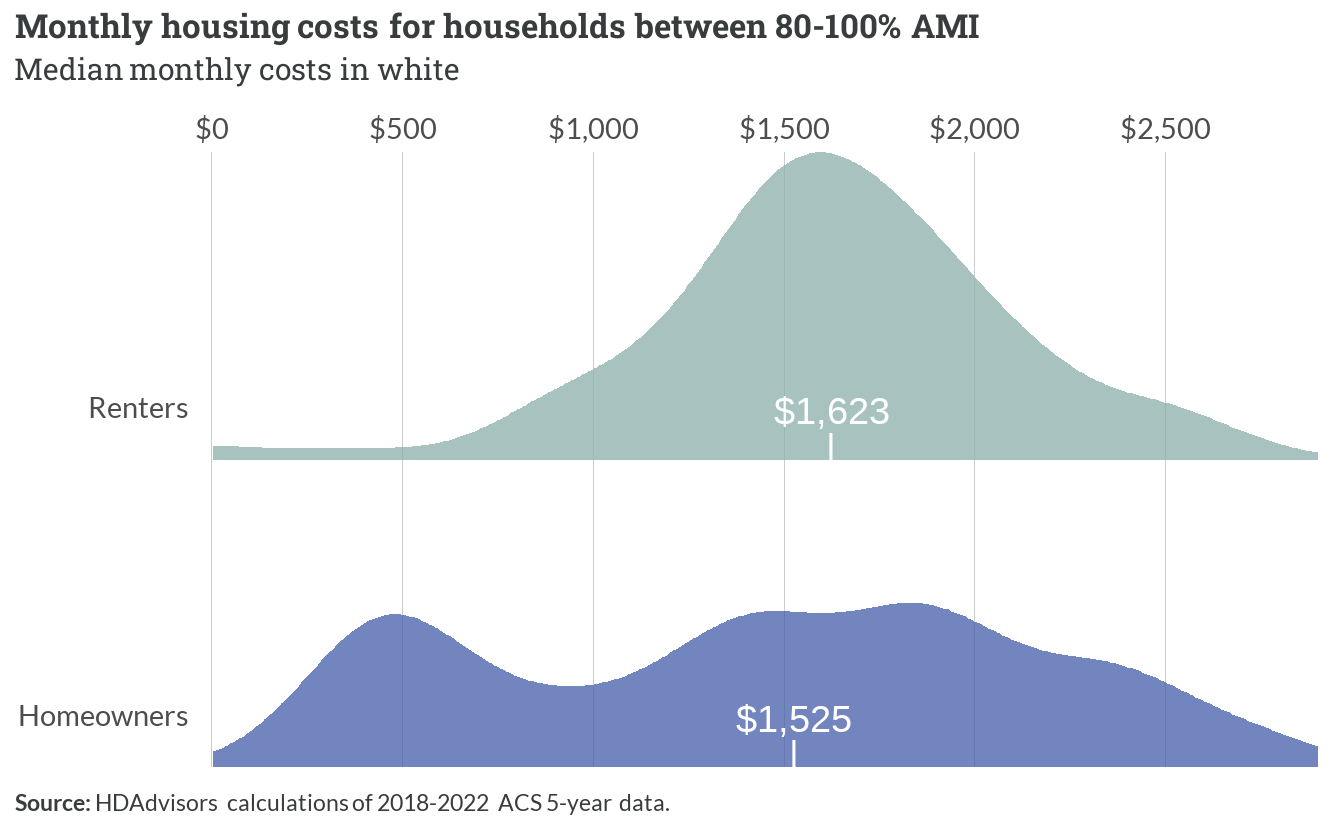 Monthly housing costs for households between 80-100% AMI
Median monthly costs in white
$0 $500 $1,000 $1,500 $2,000 $2,500
Renters
$1,623
Homeowners
$1,525
Source: HDAdvisors calculations of 2018-2022 ACS 5-year data.